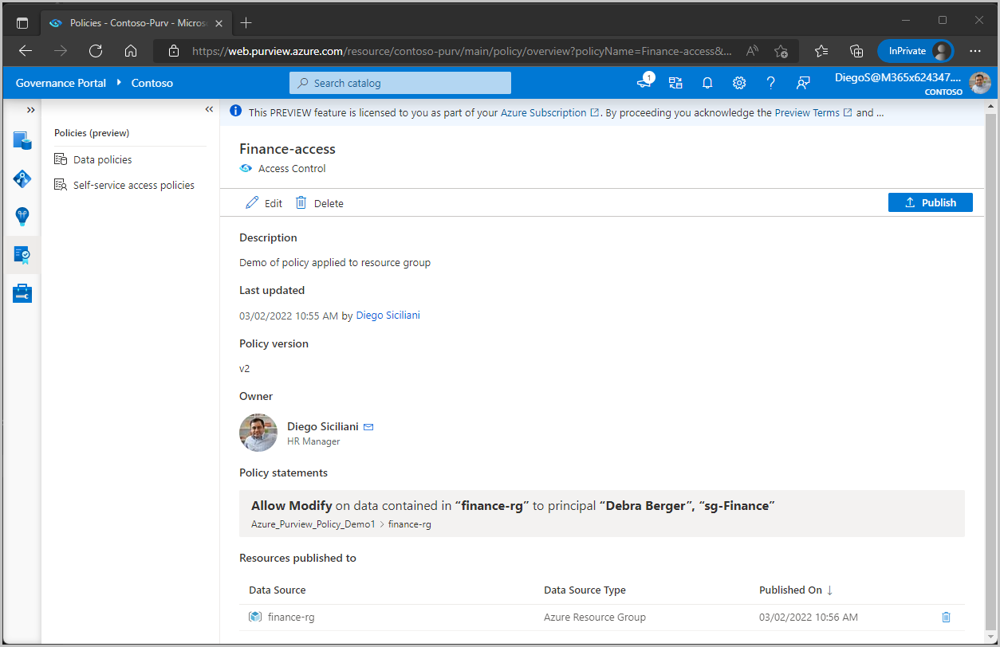 Policies - Contoso-Purv - Micros
https://web.purview.azure.com/resource/contoso-purv/main/policy/overview?policyName=Finance-access&...
InPrivate
Governance Portal
Contoso
Search catalog
1
DiegoS@M365x624347....
CONTOSO
Policies (preview)
Data policies
Self-service access policies
This PREVIEW feature is licensed to you as part of your Azure Subscription. By proceeding you acknowledge the Preview Terms and ...
Finance-access
Access Control
Edit
Delete
Publish
Description
Demo of policy applied to resource group
Last updated
03/02/2022 10:55 AM by Diego Siciliani
Policy version
v2
Owner
Diego Siciliani
HR Manager
Policy statements
Allow Modify on data contained in “finance-rg” to principal “Debra Berger”, “sg-Finance”
Azure_Purview_Policy_Demo1 > finance-rg
Resources published to
Data Source Data Source Type Published On ↓
finance-rg Azure Resource Group 03/02/2022 10:56 AM